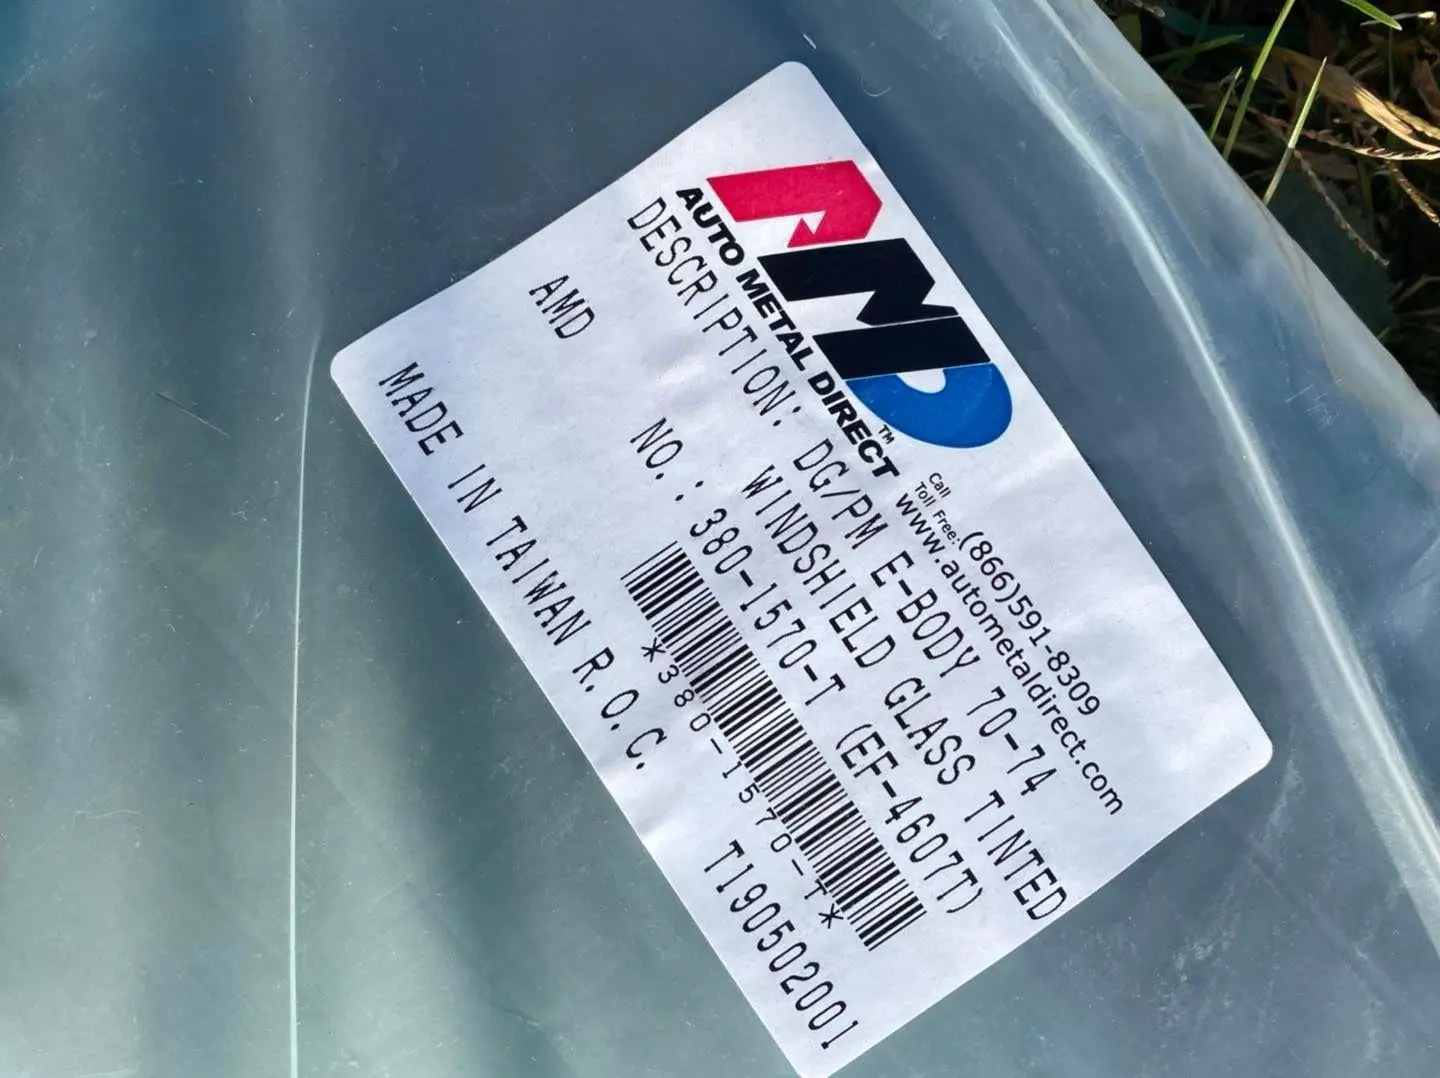 AMD
AUTO METAL DIRECT™
Call
Toll Free: (866)591-8309
www.autometaldirect.com
DESCRIPTION: DG/PM E-BODY 70-74
WINDSHIELD GLASS TINTED
AMD NO.: 380-1570-T (EF-4607T)
*380-1570-T*
MADE IN TAIWAN R.O.C. T190502001